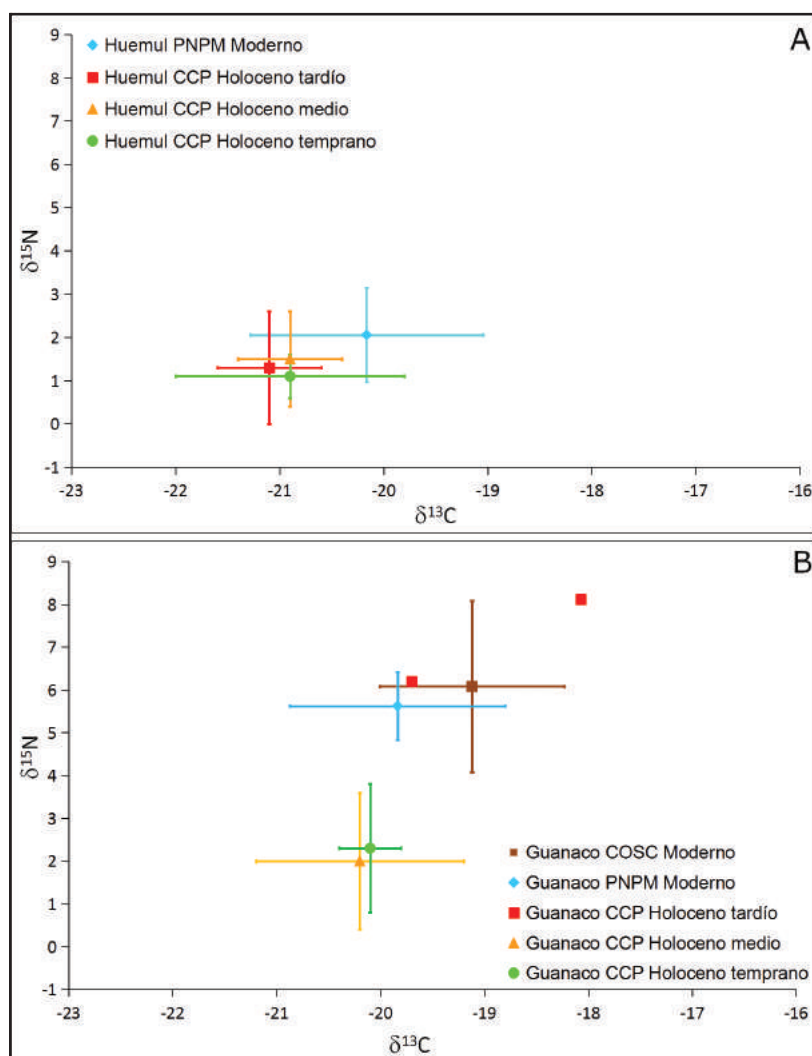 A
Huemul PNPM Moderno
Huemul CCP Holoceno tardío
Huemul CCP Holoceno medio
Huemul CCP Holoceno temprano
9
8
7
6
5
4
3
2
1
0
-1
δ15N
-23
-22
-21
-20
-19
-18
-17
-16
δ13C
B
9
8
7
6
5
4
3
2
1
0
-1
δ15N
Guanaco COSC Moderno
Guanaco PNPM Moderno
Guanaco CCP Holoceno tardío
Guanaco CCP Holoceno medio
Guanaco CCP Holoceno temprano
-23
-22
-21
-20
-19
-18
-17
-16
δ13C